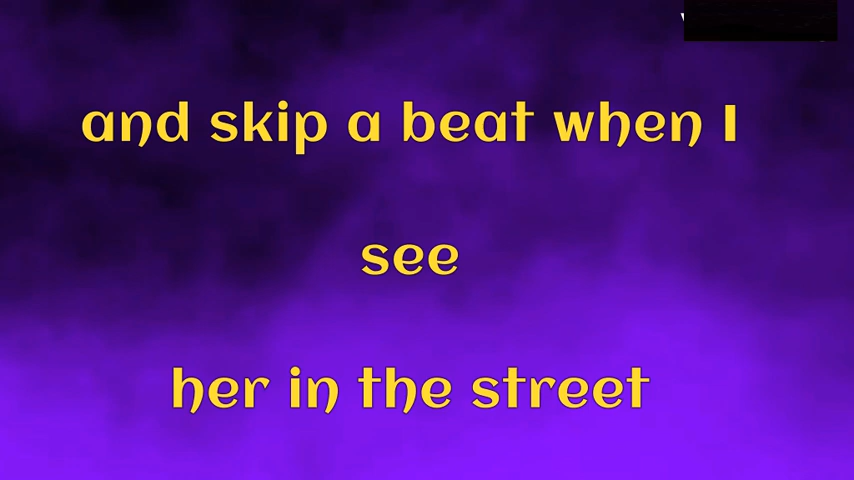 and skip a beat when I
see
her in the street